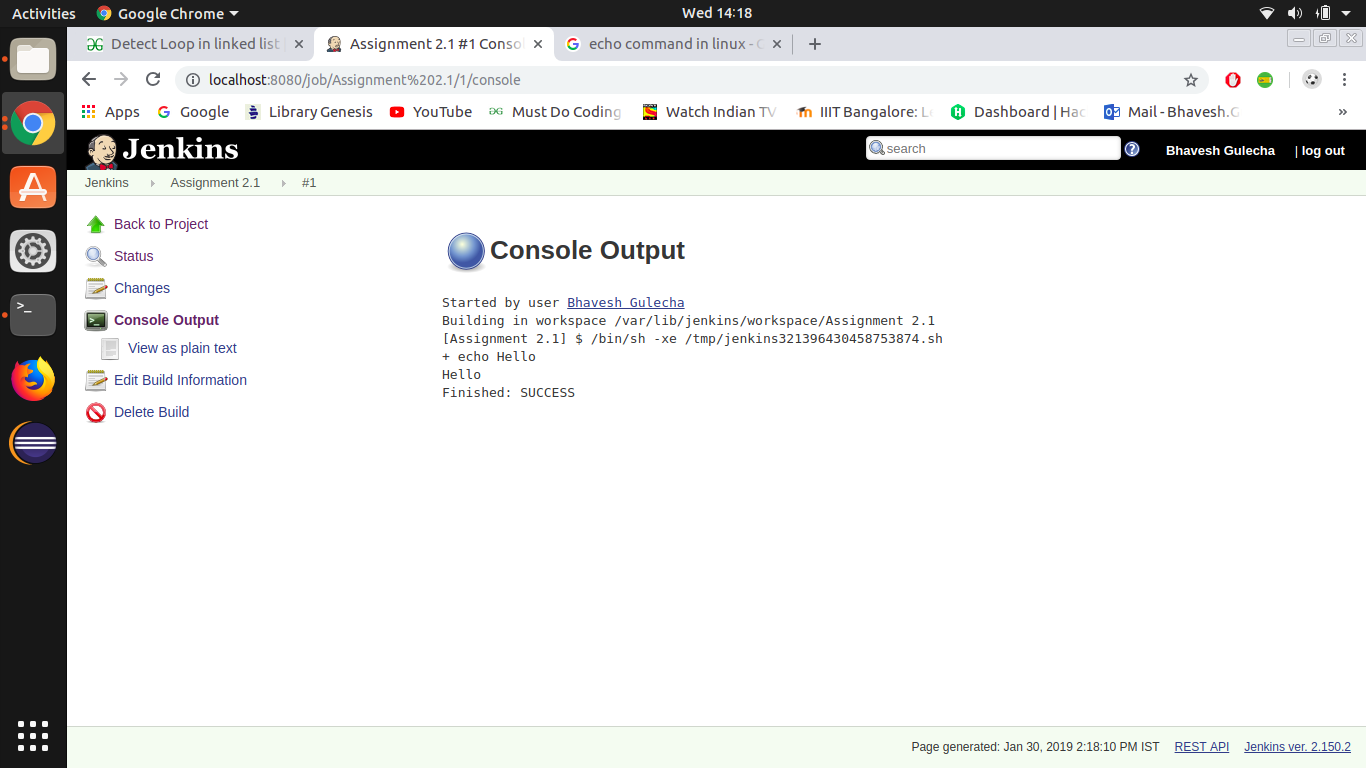 Activities
Google Chrome
Wed 14:18
Detect Loop in linked list
Assignment 2.1 #1 Conso
echo command in linux - G
localhost:8080/job/Assignment%202.1/1/console
Apps
Google
Library Genesis
YouTube
Must Do Coding
Watch Indian TV
IIIT Bangalore: Le
Dashboard | Hac
Mail - Bhavesh.G
»
Jenkins
search
Bhavesh Gulecha
| log out
Jenkins
Assignment 2.1
#1
Back to Project
Status
Changes
Console Output
View as plain text
Edit Build Information
Delete Build
Console Output
Started by user Bhavesh Gulecha
Building in workspace /var/lib/jenkins/workspace/Assignment 2.1
[Assignment 2.1] $ /bin/sh -xe /tmp/jenkins321396430458753874.sh
+ echo Hello
Hello
Finished: SUCCESS
Page generated: Jan 30, 2019 2:18:10 PM IST
REST API
Jenkins ver. 2.150.2